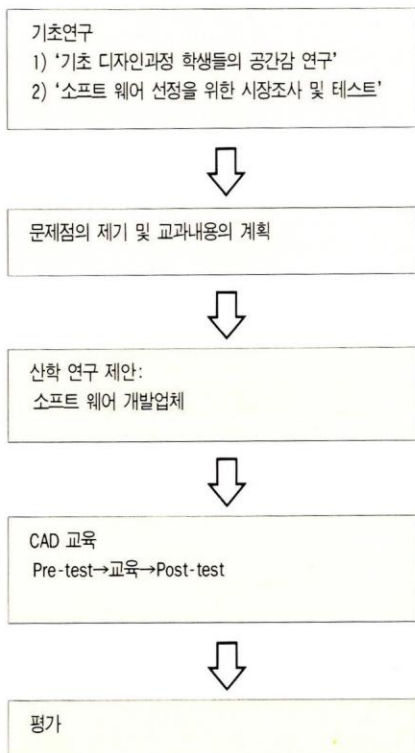 기초연구
1) ‘기초 디자인과정 학생들의 공간감 연구’
2) ‘소프트 웨어 선정을 위한 시장조사 및 테스트’
문제점의 제기 및 교과내용의 계획
산학 연구 제안:
소프트 웨어 개발업체
CAD 교육
Pre-test→교육→Post-test
평가